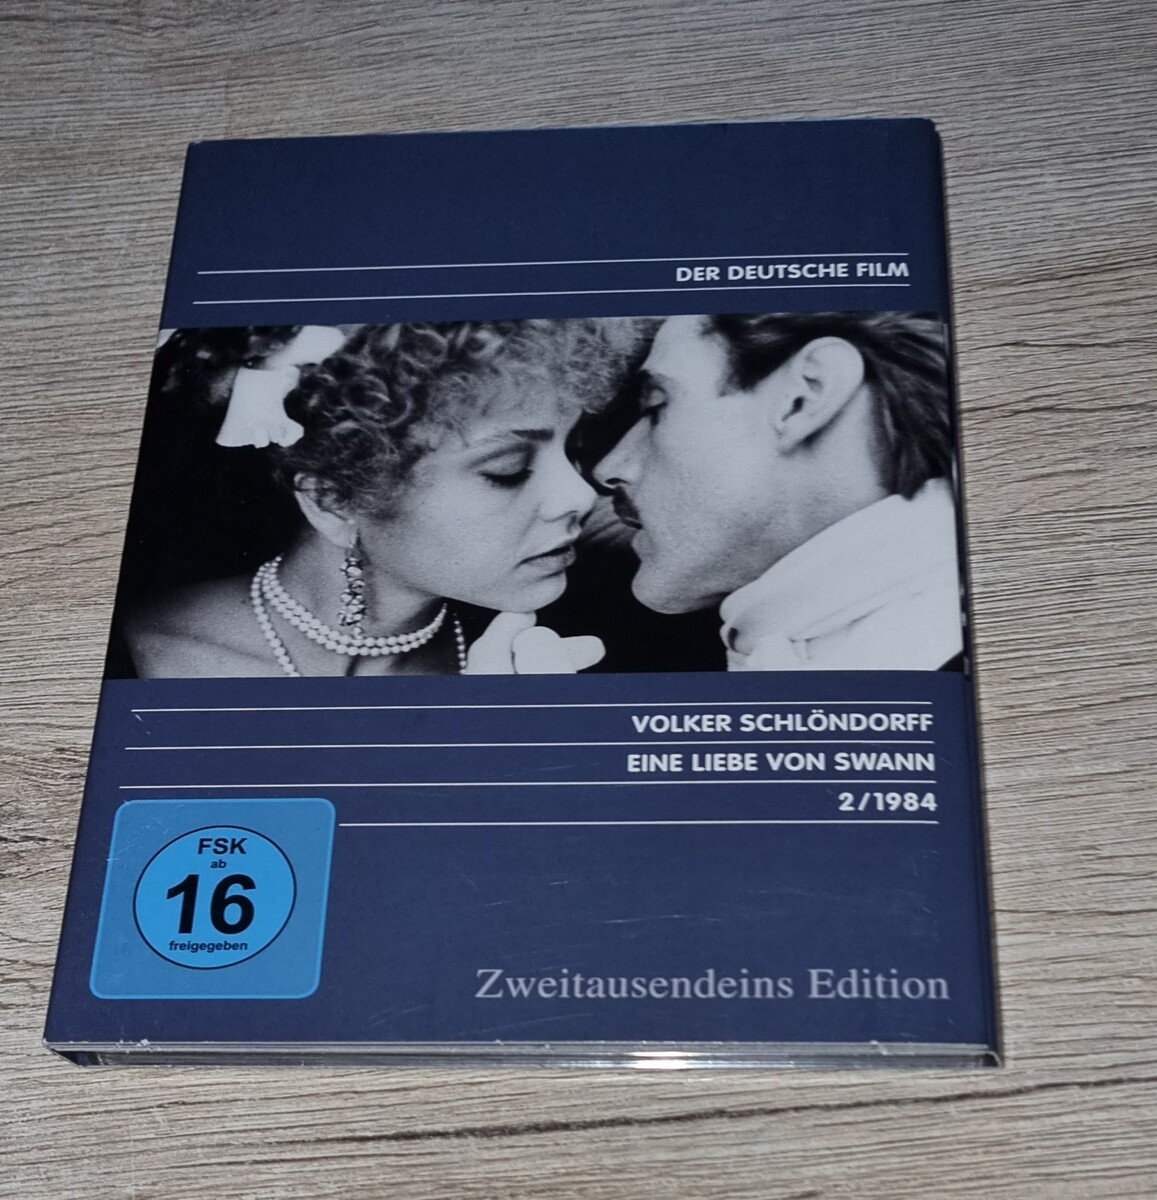 DER DEUTSCHE FILM
VOLKER SCHLÖNDORFF
EINE LIEBE VON SWANN
2/1984
FSK
ab
16
freigegeben
Zweitausendeins Edition